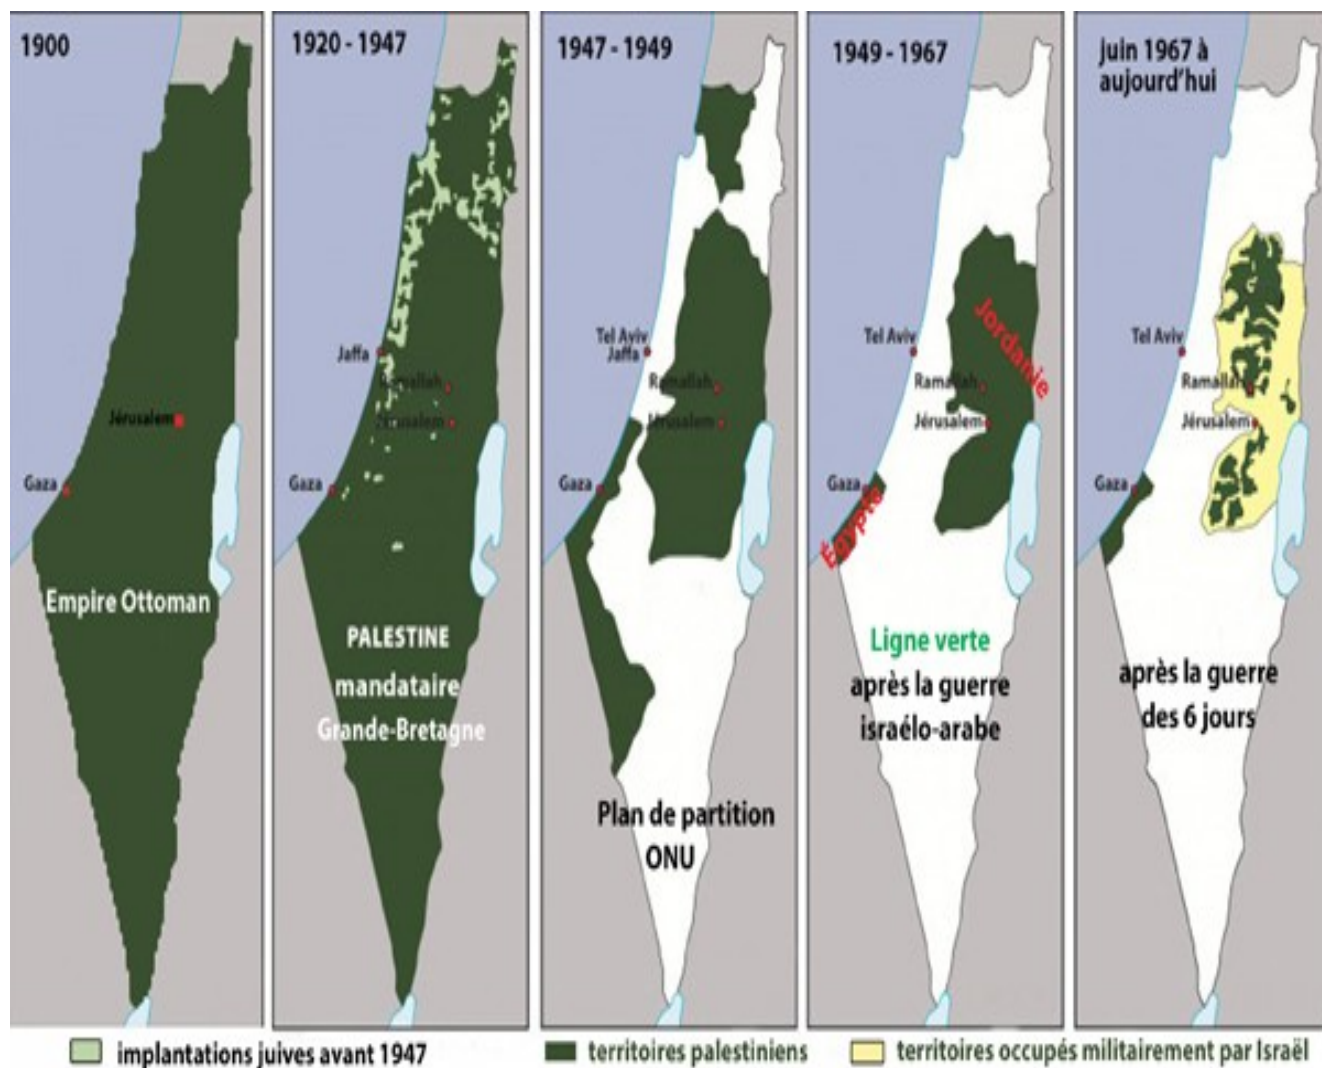 1900
Jérusalem
Gaza
Empire Ottoman
1920 - 1947
Jaffa
Ramallah
Jérusalem
Gaza
PALESTINE
mandataire
Grande-Bretagne
1947 - 1949
Tel Aviv
Jaffa
Ramallah
Jérusalem
Gaza
Plan de partition
ONU
1949 - 1967
Tel Aviv
Jordanie
Ramallah
Jérusalem
Gaza
Égypte
Ligne verte
après la guerre
israélo-arabe
juin 1967 à
aujourd'hui
Tel Aviv
Ramallah
Jérusalem
Gaza
après la guerre
des 6 jours
implantations juives avant 1947
territoires palestiniens
territoires occupés militairement par Israël